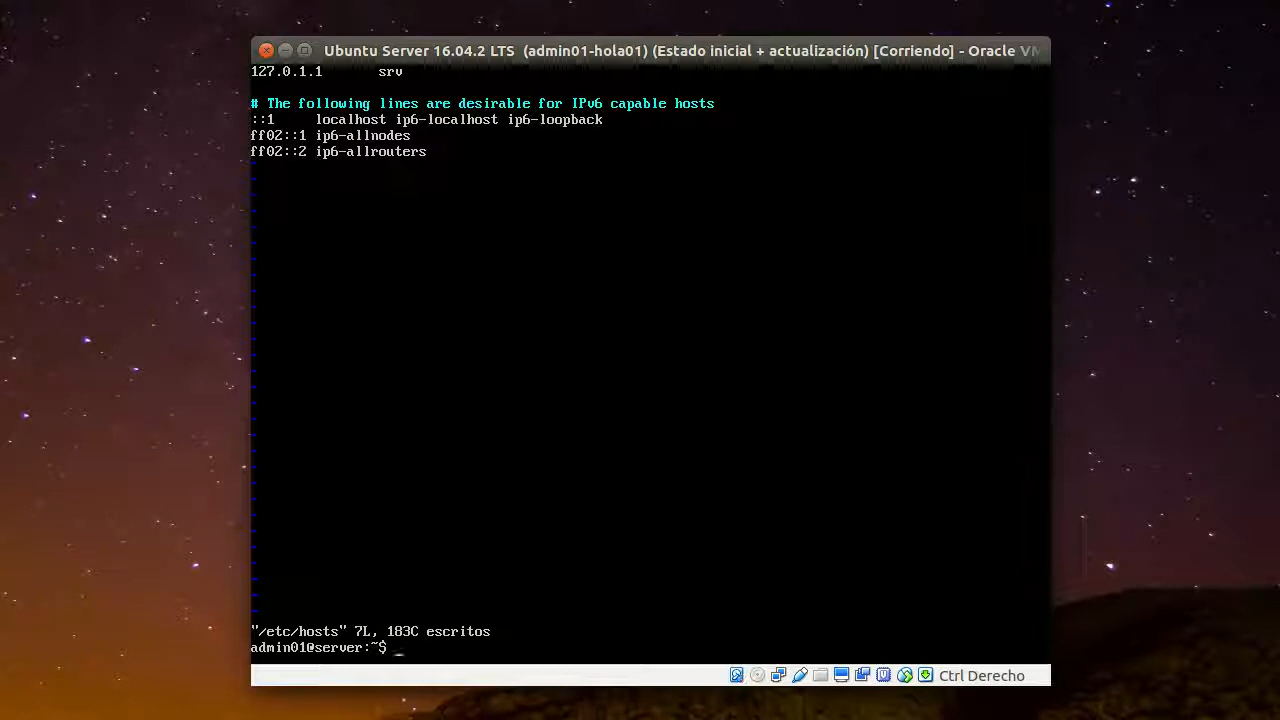 Ubuntu Server 16.04.2 LTS (admin01-hola01) (Estado inicial + actualización) [Corriendo] - Oracle VM
127.0.1.1 srv
# The following lines are desirable for IPv6 capable hosts
::1 localhost ip6-localhost ip6-loopback
ff02::1 ip6-allnodes
ff02::2 ip6-allrouters
"/etc/hosts" 7L, 183C escritos
admin01@server:~$ _
Ctrl Derecho